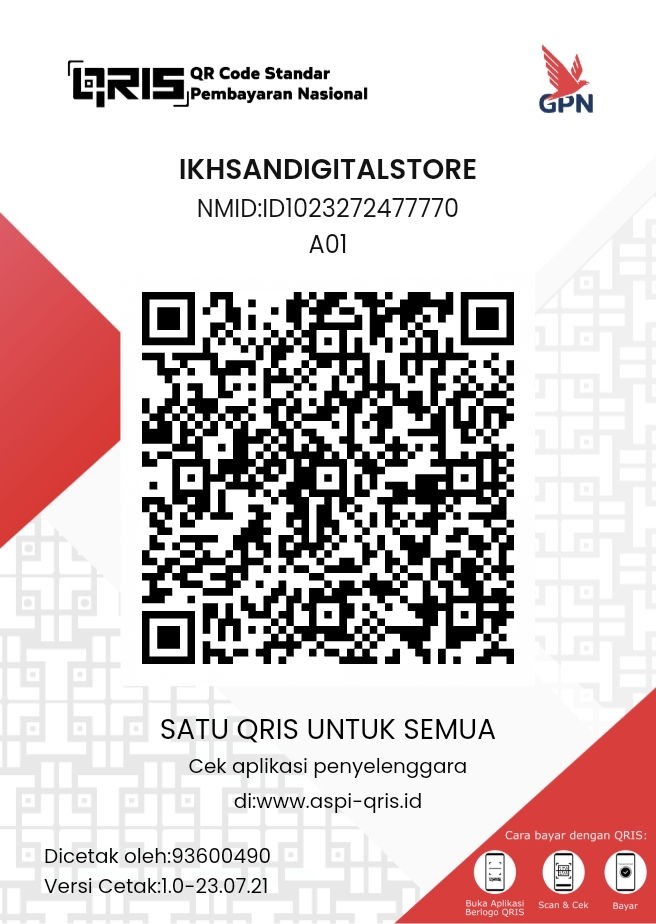 QRIS QR Code Standar
Pembayaran Nasional
GPN
IKHSANDIGITALSTORE
NMID:ID1023272477770
A01
SATU QRIS UNTUK SEMUA
Cek aplikasi penyelenggara
di:www.aspi-qris.id
Dicetak oleh:93600490
Versi Cetak:1.0-23.07.21
Cara bayar dengan QRIS:
Buka Aplikasi
Berlogo QRIS
Scan & Cek
Bayar